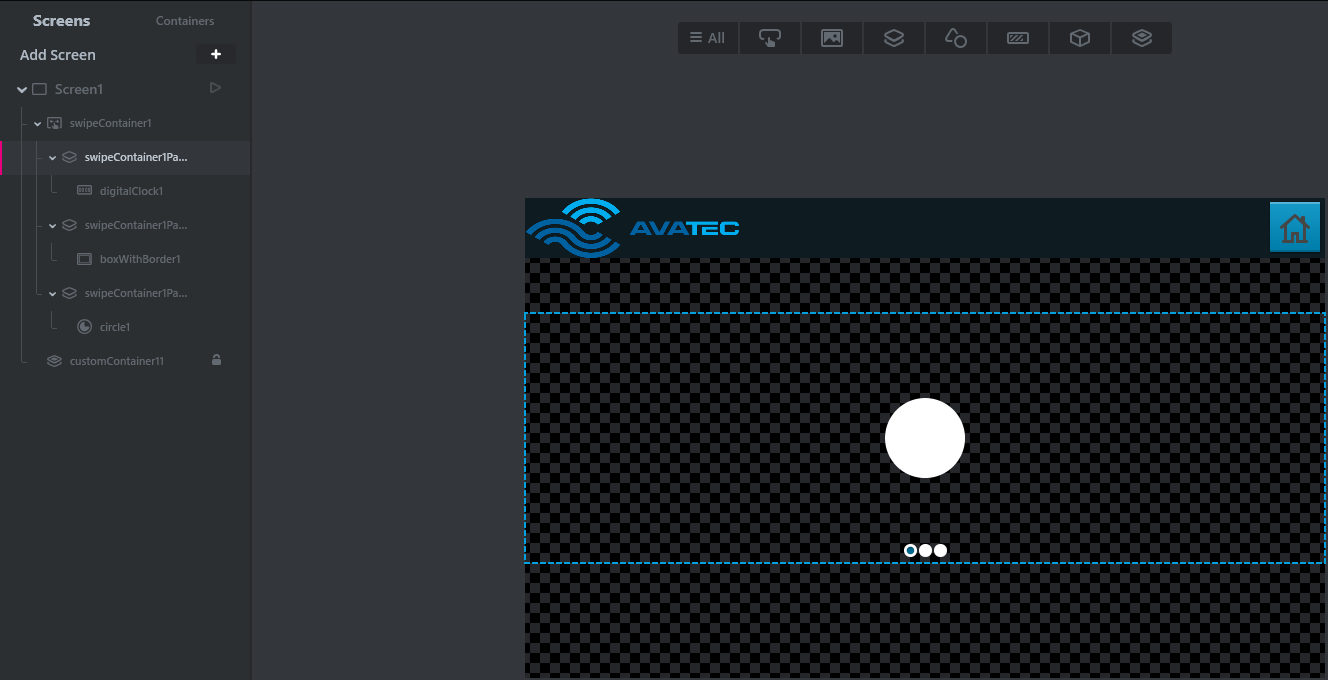 Screens
Containers
Add Screen
Screen1
swipeContainer1
swipeContainer1Pa...
digitalClock1
swipeContainer1Pa...
boxWithBorder1
swipeContainer1Pa...
circle1
customContainer11
All
AVATEC